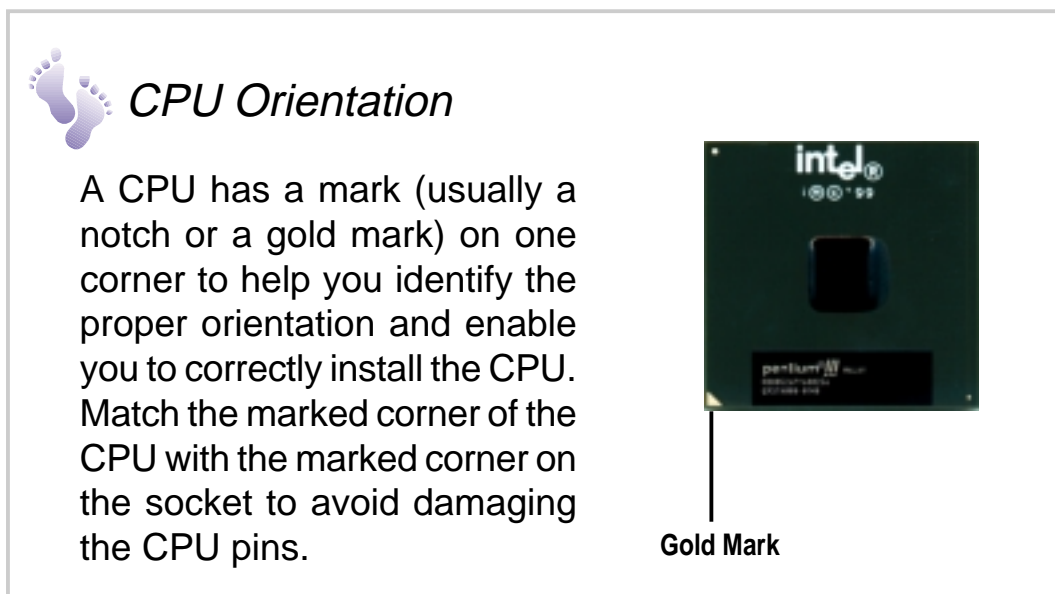 CPU Orientation
A CPU has a mark (usually a
notch or a gold mark) on one
corner to help you identify the
proper orientation and enable
you to correctly install the CPU.
Match the marked corner of the
CPU with the marked corner on
the socket to avoid damaging
the CPU pins.
intel®
'99
pentium® III
Gold Mark